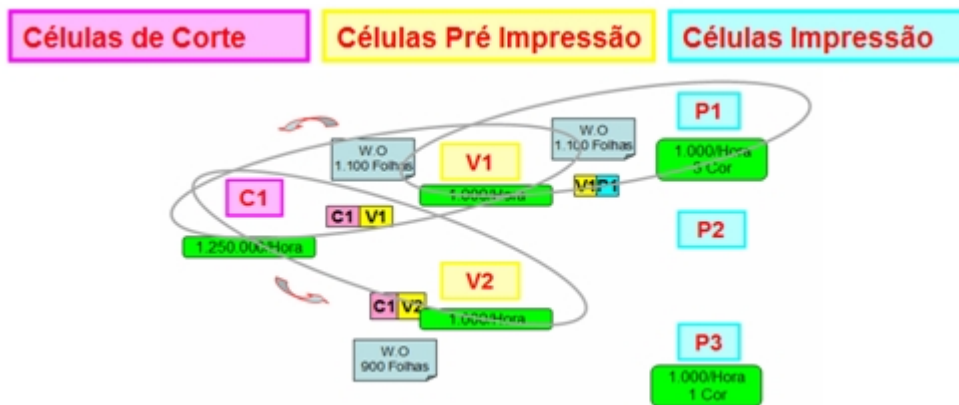 Células de Corte
Células Pré Impressão
Células Impressão
P1
W.O
1.100 Folhas
V1
W.O
1.100 Folhas
1.000/Hora
3 Cor
1.000/Hora
V1 P1
C1
C1 V1
1.250.000/Hora
P2
V2
C1 V2
1.000/Hora
W.O
900 Folhas
P3
1.000/Hora
1 Cor